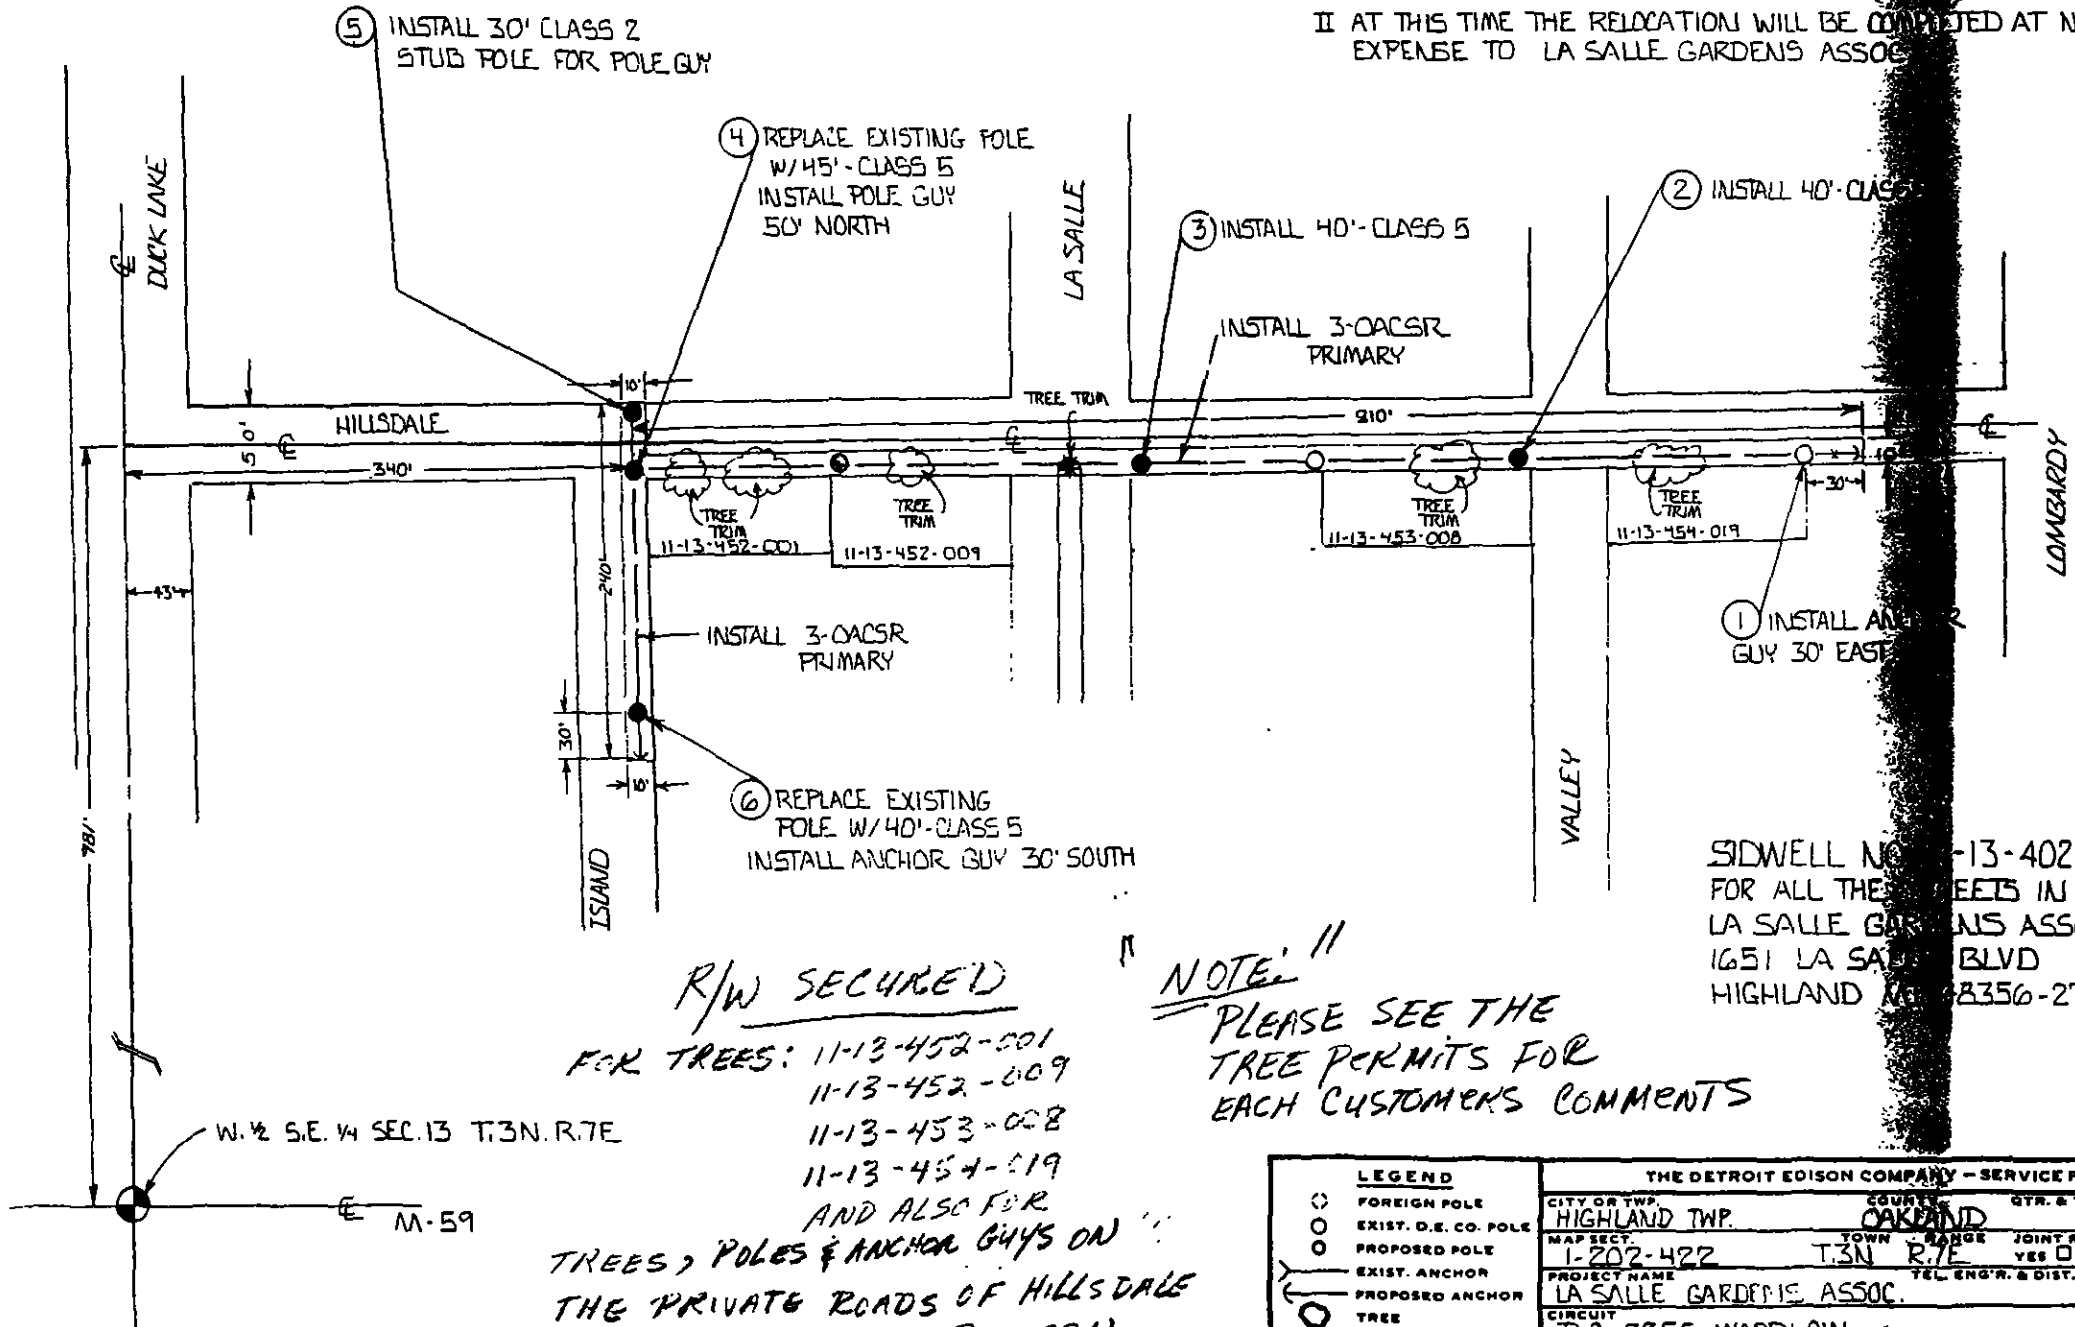 5 INSTALL 30' CLASS 2
STUB POLE FOR POLE GUY
II AT THIS TIME THE RELOCATION WILL BE
EXPENSE TO LA SALLE GARDENS
4 REPLACE EXISTING POLE
W/45'-CLASS 5
INSTALL POLE GUY
50' NORTH
DUCK LAKE
LA SALLE
3 INSTALL 40'-CLASS 5
2 INSTALL 40'-
INSTALL 3-OACSR
PRIMARY
10'
TREE TRIM
810'
HILLSDALE
50'
340'
LOMBARDY
TREE
TRIM
TREE
TRIM
TREE
TRIM
TREE
TRIM
30'
11-13-452-001
11-13-452-009
11-13-453-008
11-13-454-019
240'
43'
INSTALL 3-OACSR
PRIMARY
1 INSTALL
GUY 30' EAST
30'
10'
6 REPLACE EXISTING
POLE W/40'-CLASS 5
INSTALL ANCHOR GUY 30' SOUTH
ISLAND
VALLEY
981'
SIDWELL -13-402
FOR ALL THE IN
LA SALLE
1651 LA BLVD
HIGHLAND
R/W SECURED
FOR TREES: 11-13-452-001
11-13-452-009
11-13-453-008
11-13-454-019
AND ALSO FOR
TREES, POLES & ANCHOR GUYS ON
THE PRIVATE ROADS OF HILLSDALE
"NOTE:"
PLEASE SEE THE
TREE PERMITS FOR
EACH CUSTOMERS COMMENTS
W. ½ S.E. ¼ SEC. 13 T.3N. R.7E
M-59
LEGEND
FOREIGN POLE
EXIST. D.E. CO. POLE
PROPOSED POLE
EXIST. ANCHOR
PROPOSED ANCHOR
TREE
THE DETROIT EDISON COMPANY - SERVICE
CITY OR TWP. COUNTY QTR. &
HIGHLAND TWP. OAKLAND
MAP SECT. TOWN RANGE JOINT
1-202-422 T.3N R.7E YES
PROJECT NAME TEL. ENG'R. & DIST.
LA SALLE GARDENS ASSOC.
CIRCUIT